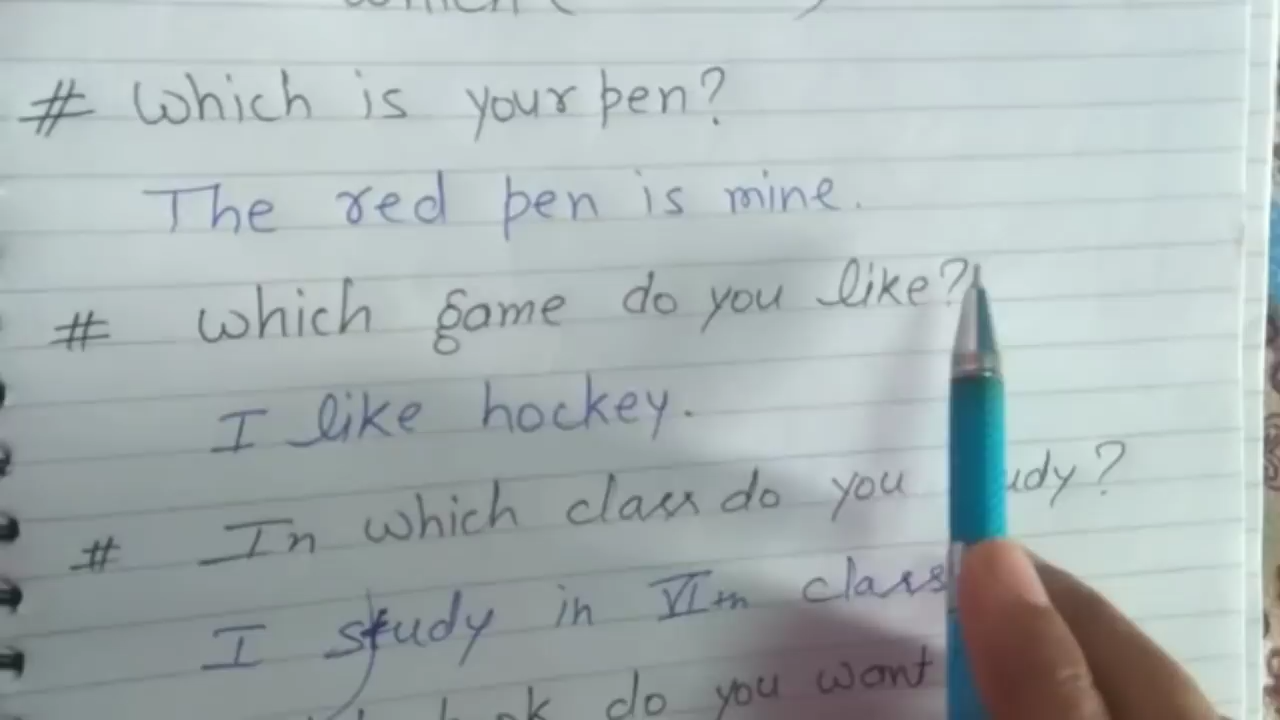 which (
# Which is your pen?
The red pen is mine.
# which game do you like?
I like hockey.
# In which class do you
I study in VIth class
do you want